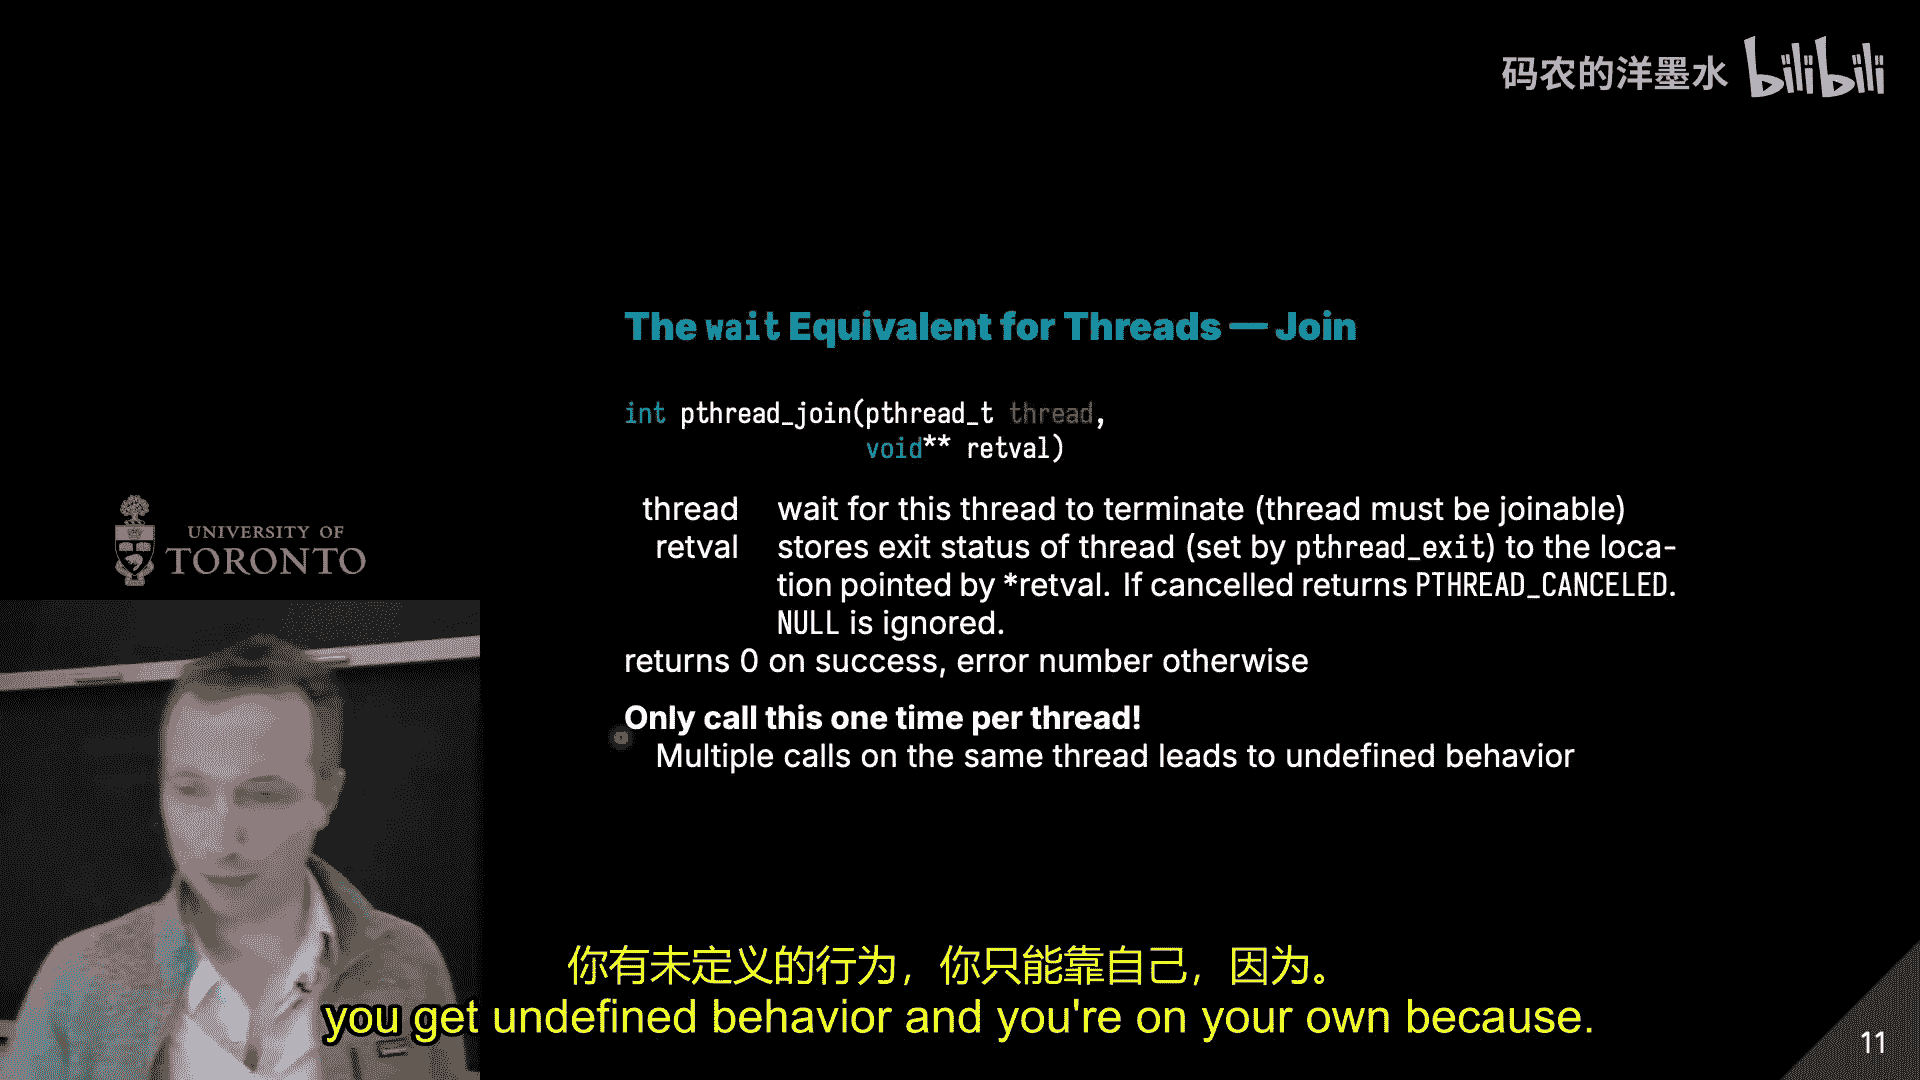 码农的洋墨水 bilibili
The wait Equivalent for Threads — Join
int pthread_join(pthread_t thread,
void** retval)
thread wait for this thread to terminate (thread must be joinable)
retval stores exit status of thread (set by pthread_exit) to the loca-
tion pointed by *retval. If cancelled returns PTHREAD_CANCELED.
NULL is ignored.
returns 0 on success, error number otherwise
Only call this one time per thread!
Multiple calls on the same thread leads to undefined behavior
UNIVERSITY OF
TORONTO
你有未定义的行为，你只能靠自己，因为。
you get undefined behavior and you're on your own because.
11